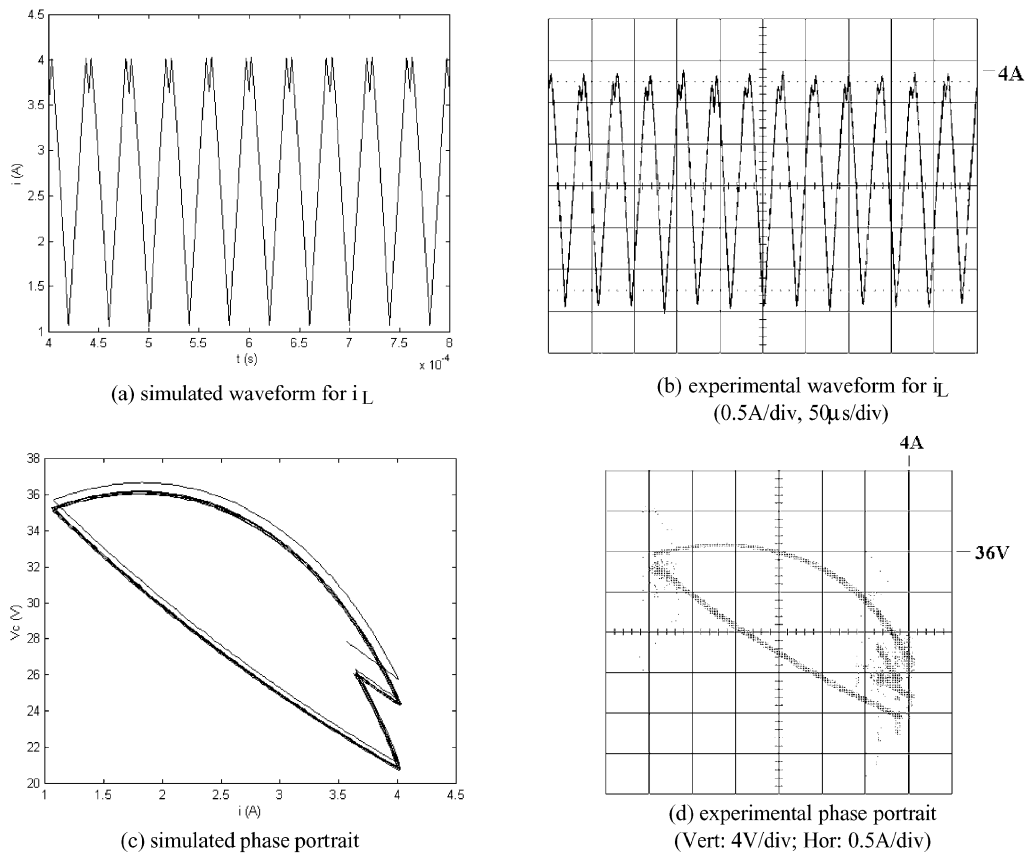 4.5
4
3.5
3
2.5
2
1.5
1
i (A)
4 4.5 5 5.5 6 6.5 7 7.5 8
t (s)
x 10-4
(a) simulated waveform for iL
4A
(b) experimental waveform for iL
(0.5A/div, 50μs/div)
38
36
34
32
30
28
26
24
22
20
Vc (V)
1 1.5 2 2.5 3 3.5 4 4.5
i (A)
(c) simulated phase portrait
4A
36V
(d) experimental phase portrait
(Vert: 4V/div; Hor: 0.5A/div)